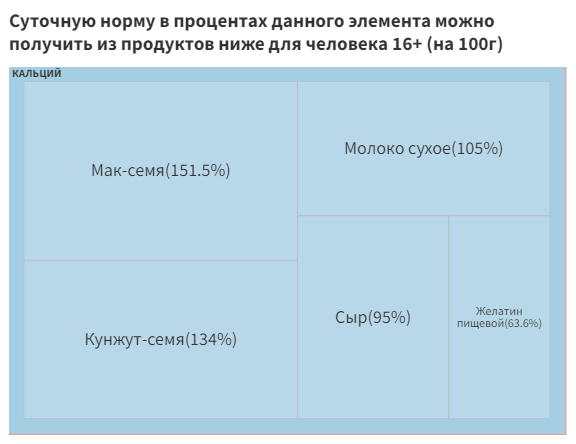 Суточную норму в процентах данного элемента можно
получить из продуктов ниже для человека 16+ (на 100г)
КАЛЬЦИЙ
Мак-семя(151.5%)
Молоко сухое(105%)
Кунжут-семя(134%)
Сыр(95%)
Желатин
пищевой(63.6%)